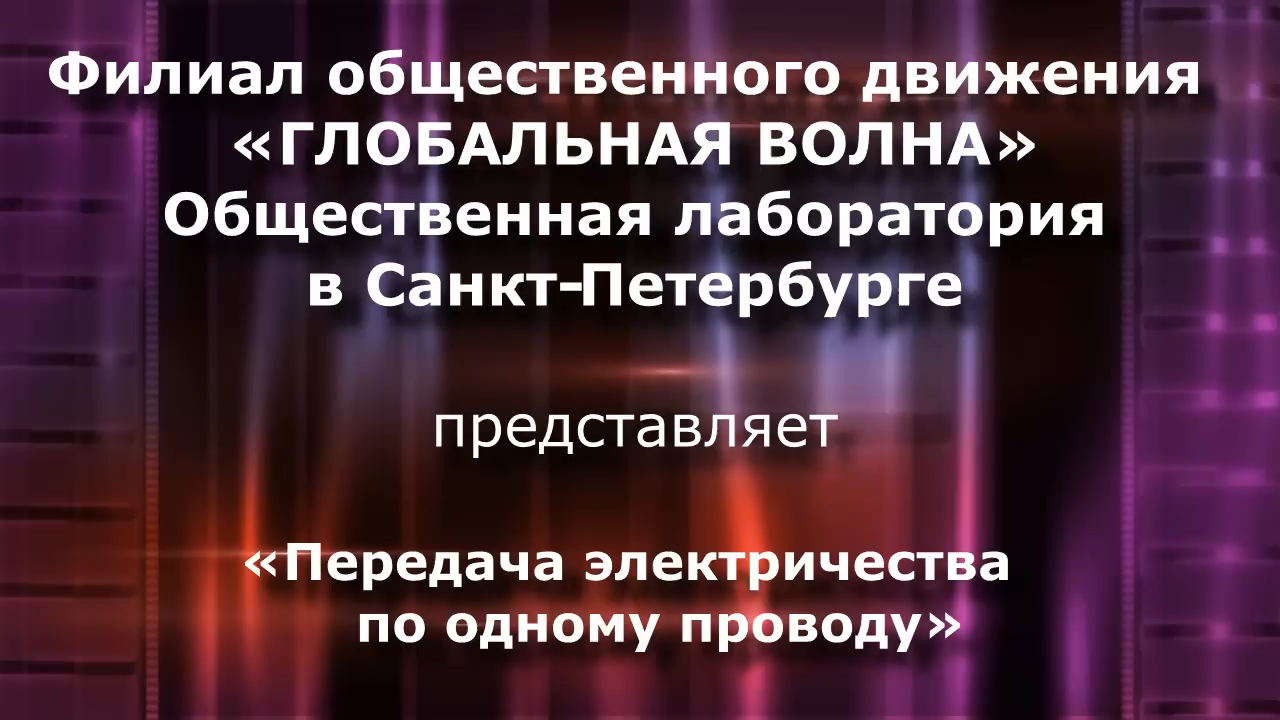 Филиал общественного движения
«ГЛОБАЛЬНАЯ ВОЛНА»
Общественная лаборатория
в Санкт-Петербурге
представляет
«Передача электричества
по одному проводу»